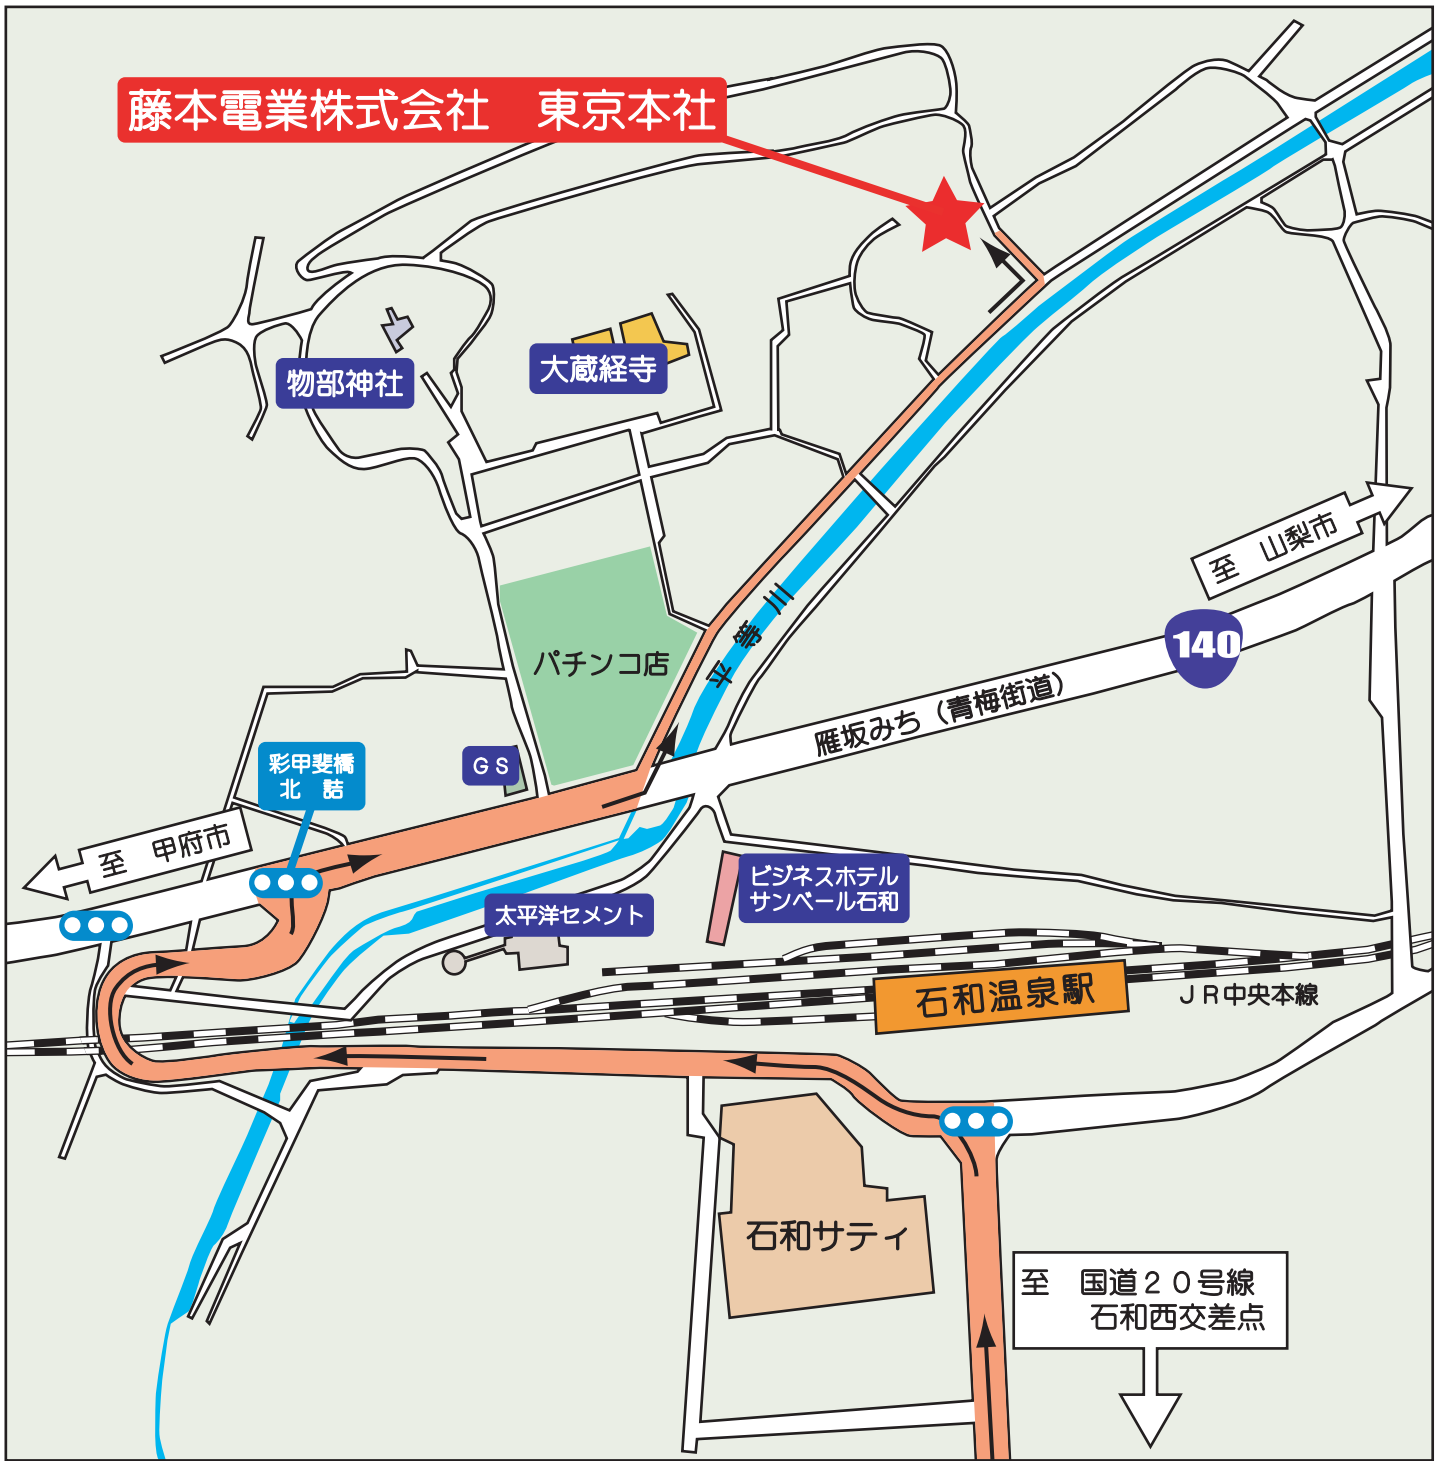 藤本電業株式会社　東京本社
物部神社
大蔵経寺
至　山梨市
140
平等川
パチンコ店
雁坂みち（青梅街道）
ＧＳ
彩甲斐橋
北　詰
至　甲府市
ビジネスホテル
サンベール石和
太平洋セメント
石和温泉駅
ＪＲ中央本線
石和サティ
至　国道２０号線
石和西交差点